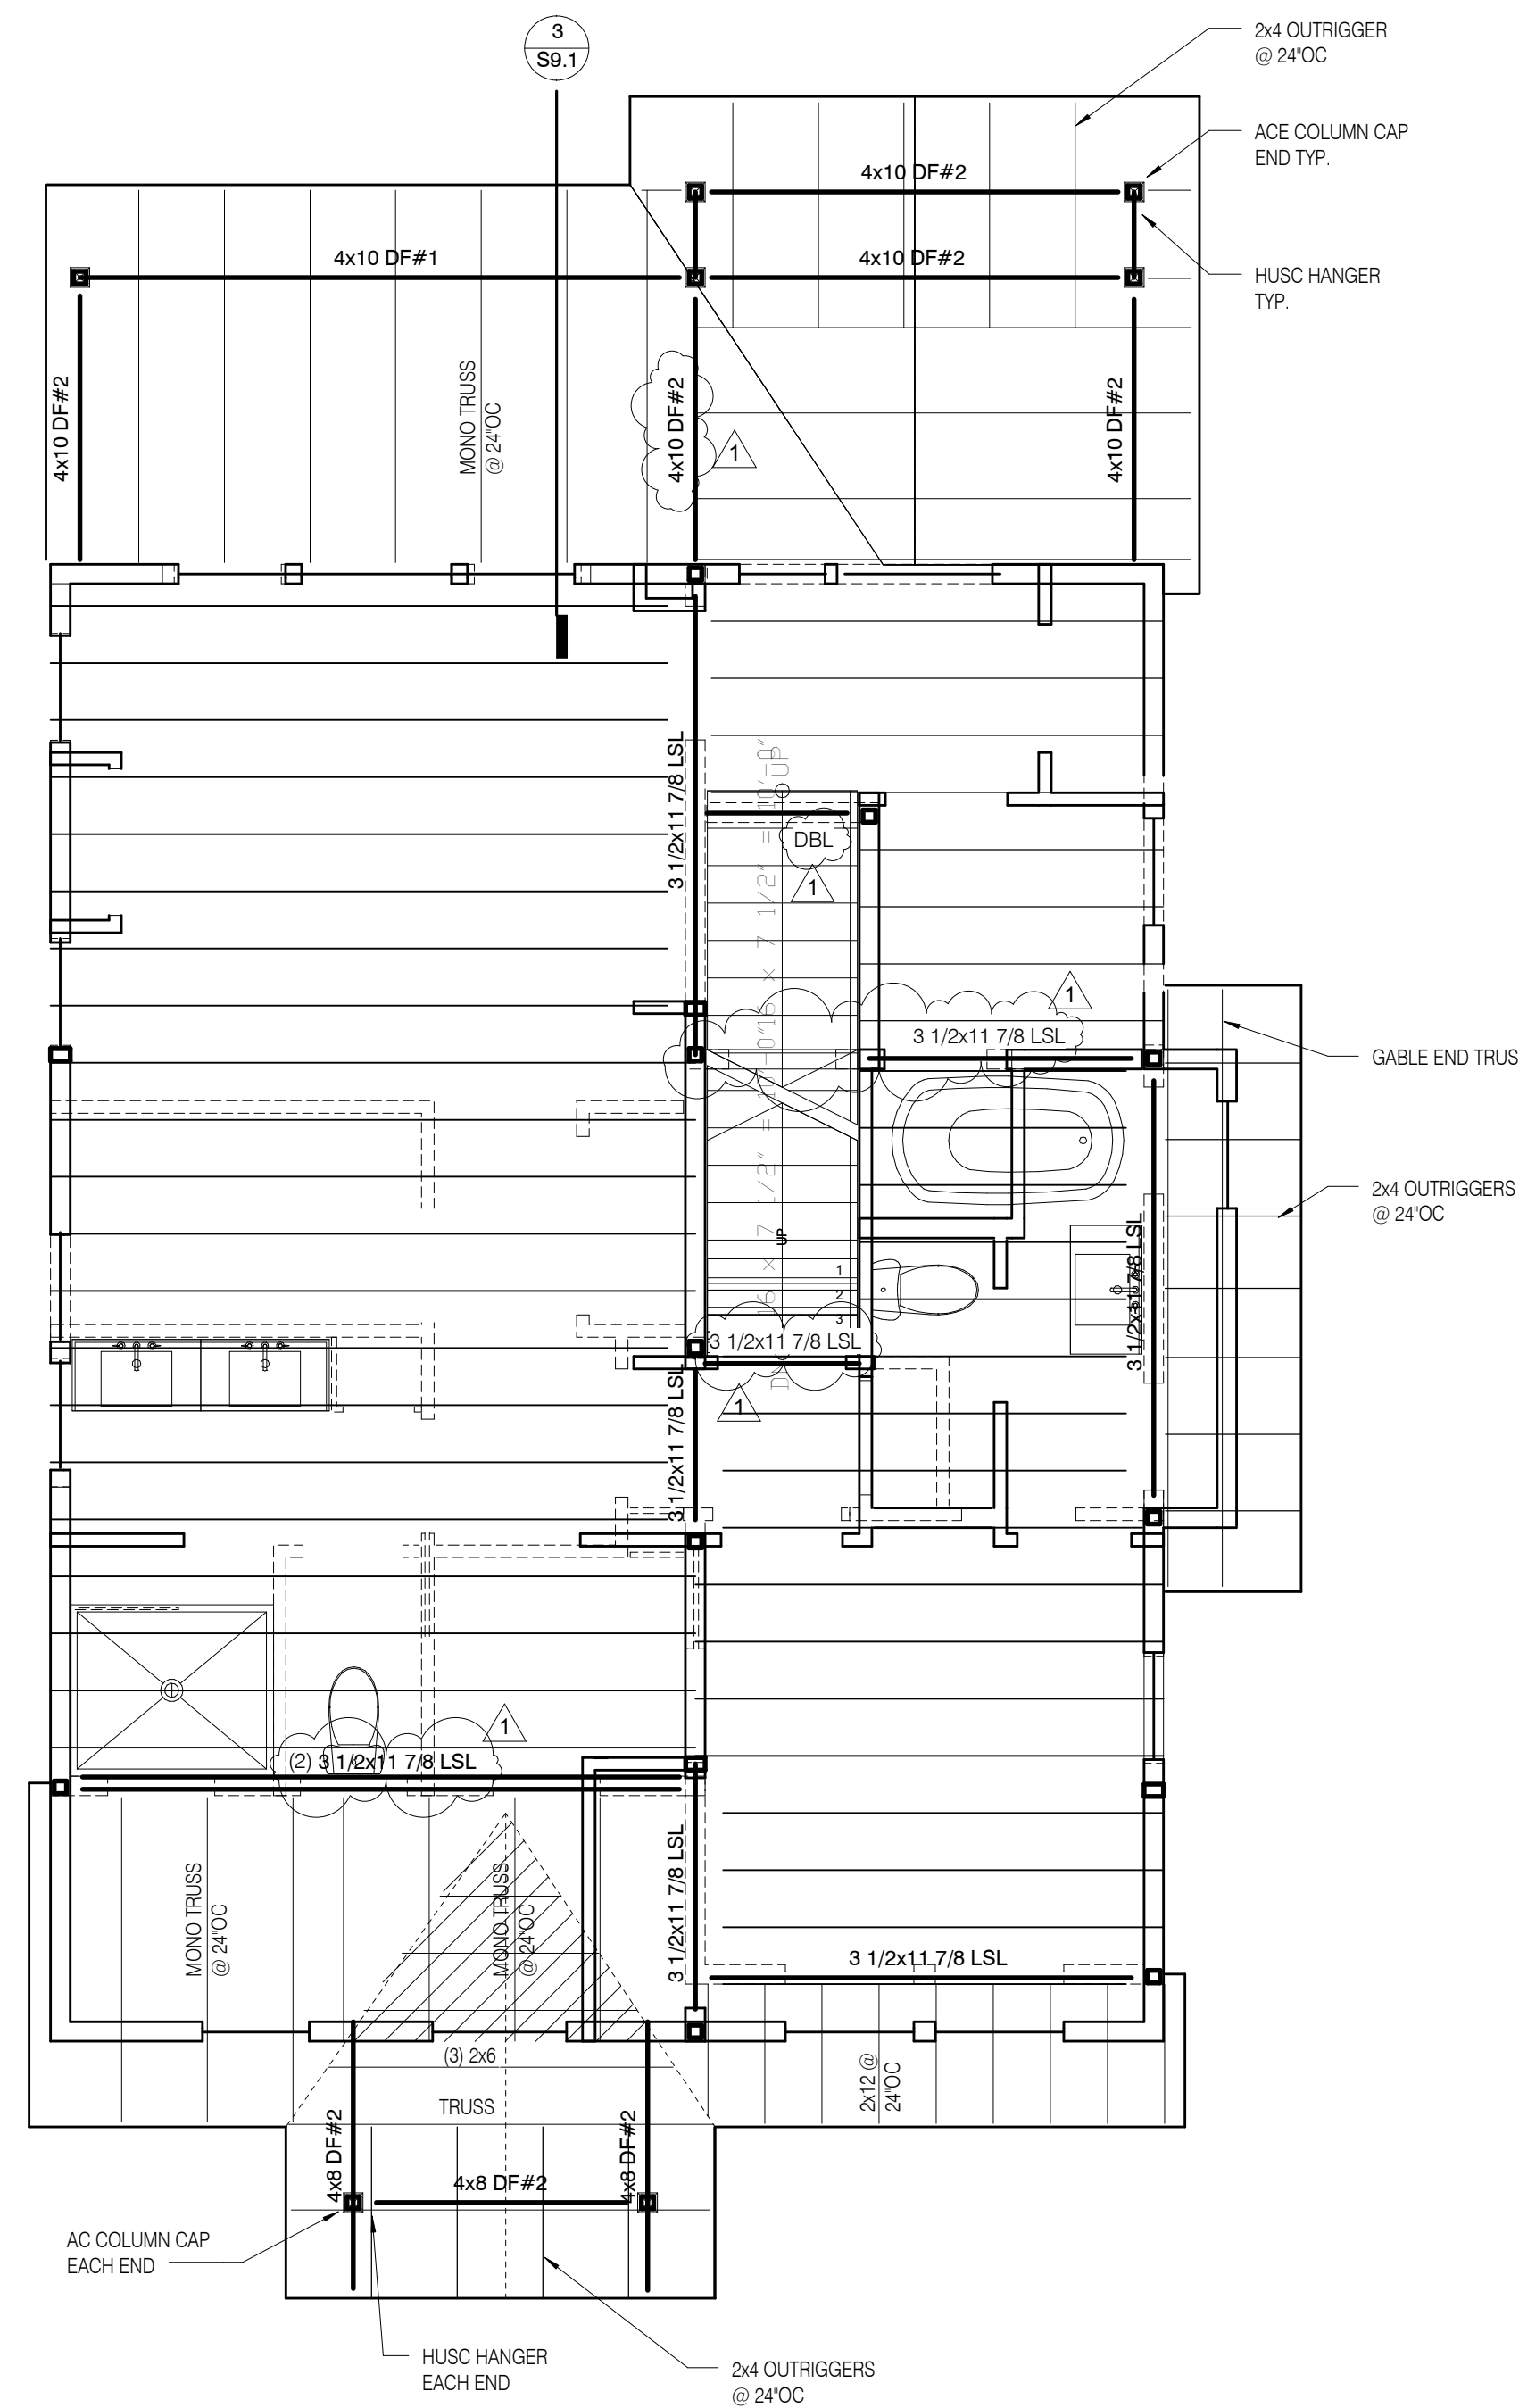 3
S9.1
2x4 OUTRIGGER
@ 24"OC
ACE COLUMN CAP
END TYP.
4x10 DF#2
4x10 DF#1
4x10 DF#2
HUSC HANGER
TYP.
4x10 DF#2
MONO TRUSS
@ 24"OC
4x10 DF#2
1
4x10 DF#2
3 1/2x11 7/8 LSL
UP
DBL
1
1
3 1/2x11 7/8 LSL
GABLE END TRUS
2x4 OUTRIGGERS
@ 24"OC
3 1/2x11 7/8 LSL
UP
1
2
3
3 1/2x11 7/8 LSL
3 1/2x11 7/8 LSL
1
1
(2) 3 1/2x11 7/8 LSL
MONO TRUSS
@ 24"OC
MONO TRUSS
@ 24"OC
3 1/2x11 7/8 LSL
3 1/2x11 7/8 LSL
(3) 2x6
2x12 @
24"OC
TRUSS
4x8 DF#2
4x8 DF#2
4x8 DF#2
AC COLUMN CAP
EACH END
HUSC HANGER
EACH END
2x4 OUTRIGGERS
@ 24"OC